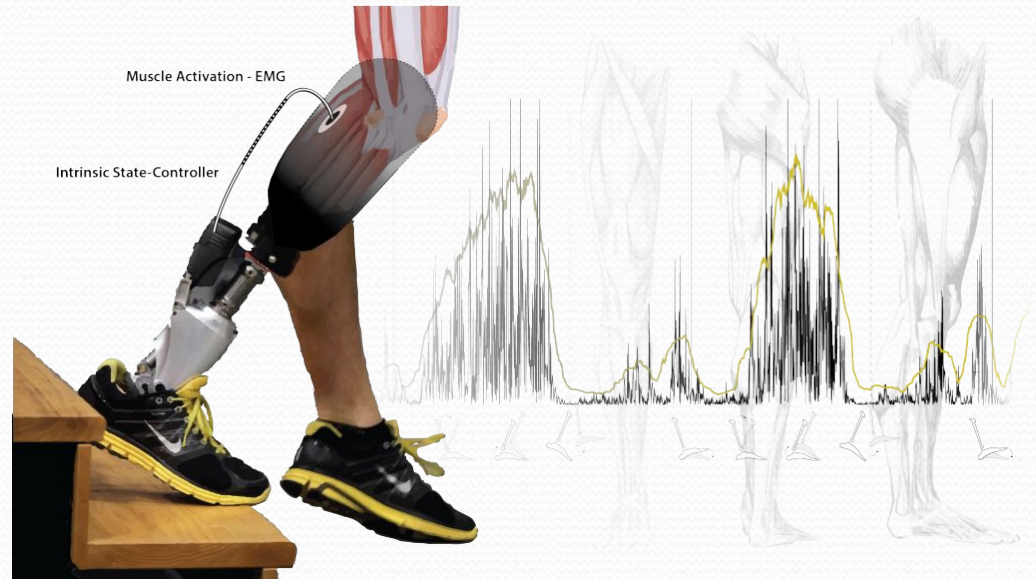 Muscle Activation - EMG
Intrinsic State-Controller